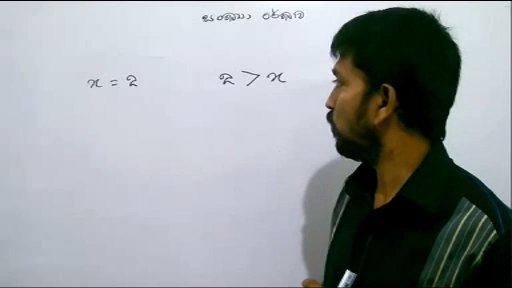 සංඛ්‍යා රේඛාව
x = 2 2 > x